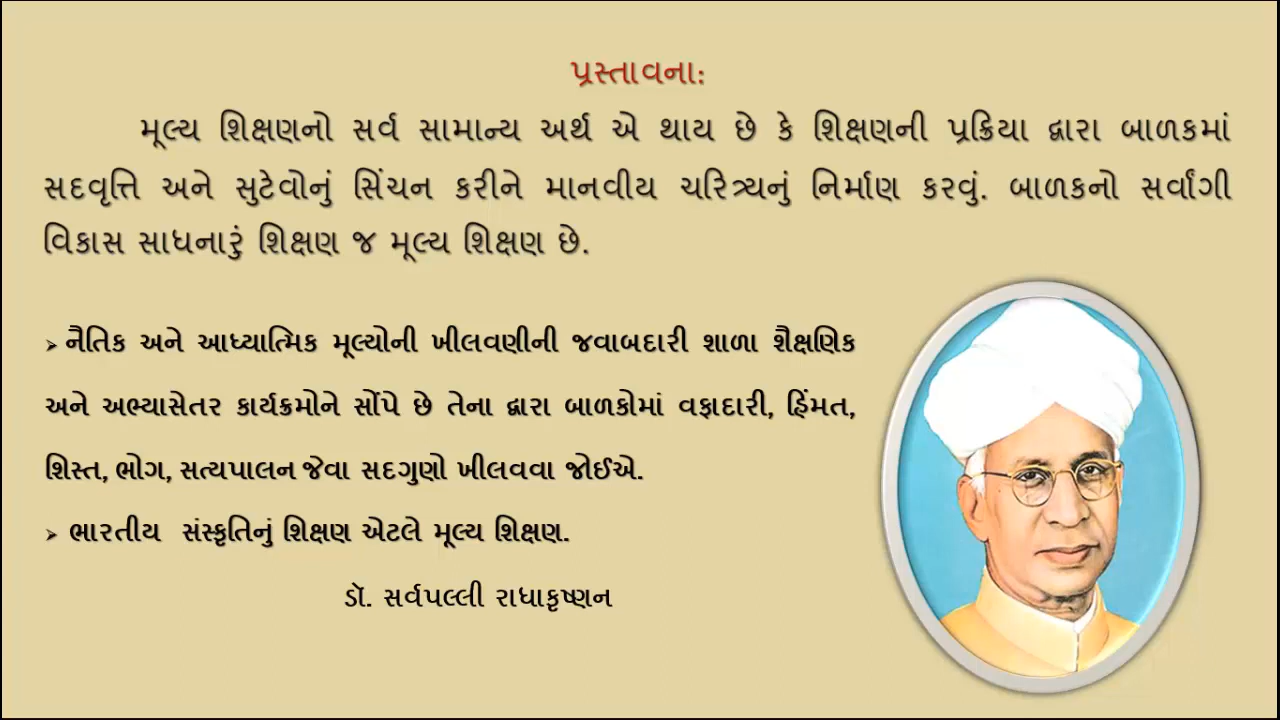 પ્રસ્તાવના:
મૂલ્ય શિક્ષણનો સર્વ સામાન્ય અર્થ એ થાય છે કે શિક્ષણની પ્રક્રિયા દ્વારા બાળકમાં
સદવૃત્તિ અને સુટેવોનું સિંચન કરીને માનવીય ચરિત્ર્યનું નિર્માણ કરવું. બાળકનો સર્વાંગી
વિકાસ સાધનારું શિક્ષણ જ મૂલ્ય શિક્ષણ છે.
➢ નૈતિક અને આધ્યાત્મિક મૂલ્યોની ખીલવણીની જવાબદારી શાળા શૈક્ષણિક
અને અભ્યાસેતર કાર્યક્રમોને સોંપે છે તેના દ્વારા બાળકોમાં વફાદારી, હિંમત,
શિસ્ત, ભોગ, સત્યપાલન જેવા સદગુણો ખીલવવા જોઈએ.
➢ ભારતીય સંસ્કૃતિનું શિક્ષણ એટલે મૂલ્ય શિક્ષણ.
ડૉ. સર્વપલ્લી રાધાકૃષ્ણન